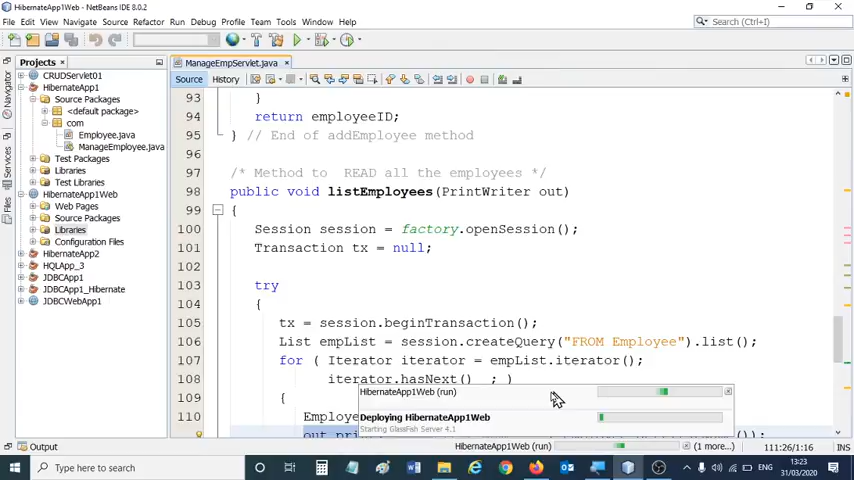 HibernateApp1Web - NetBeans IDE 8.0.2
File Edit View Navigate Source Refactor Run Debug Profile Team Tools Window Help
Search (Ctrl+I)
Projects
ManageEmpServlet.java
Source History
CRUDServlet01
HibernateApp1
Source Packages
<default package>
com
Employee.java
ManageEmployee.java
Test Packages
Libraries
Test Libraries
HibernateApp1Web
Web Pages
Source Packages
Libraries
Configuration Files
HibernateApp2
HQLApp_3
JDBCApp1
JDBCApp1_Hibernate
JDBCWebApp1
Navigator
Services
Files
93 }
94 return employeeID;
95 } // End of addEmployee method
96
97 /* Method to READ all the employees */
98 public void listEmployees(PrintWriter out)
99 {
100 Session session = factory.openSession();
101 Transaction tx = null;
102
103 try
104 {
105 tx = session.beginTransaction();
106 List empList = session.createQuery("FROM Employee").list();
107 for ( Iterator iterator = empList.iterator();
108 iterator.hasNext() ; )
109 {
110 Employe
HibernateApp1Web (run)
Deploying HibernateApp1Web
Starting GlassFish Server 4.1
Output
HibernateApp1Web (run)
(1 more...)
111:26/16
INS
Type here to search
ENG
13:23
31/03/2020